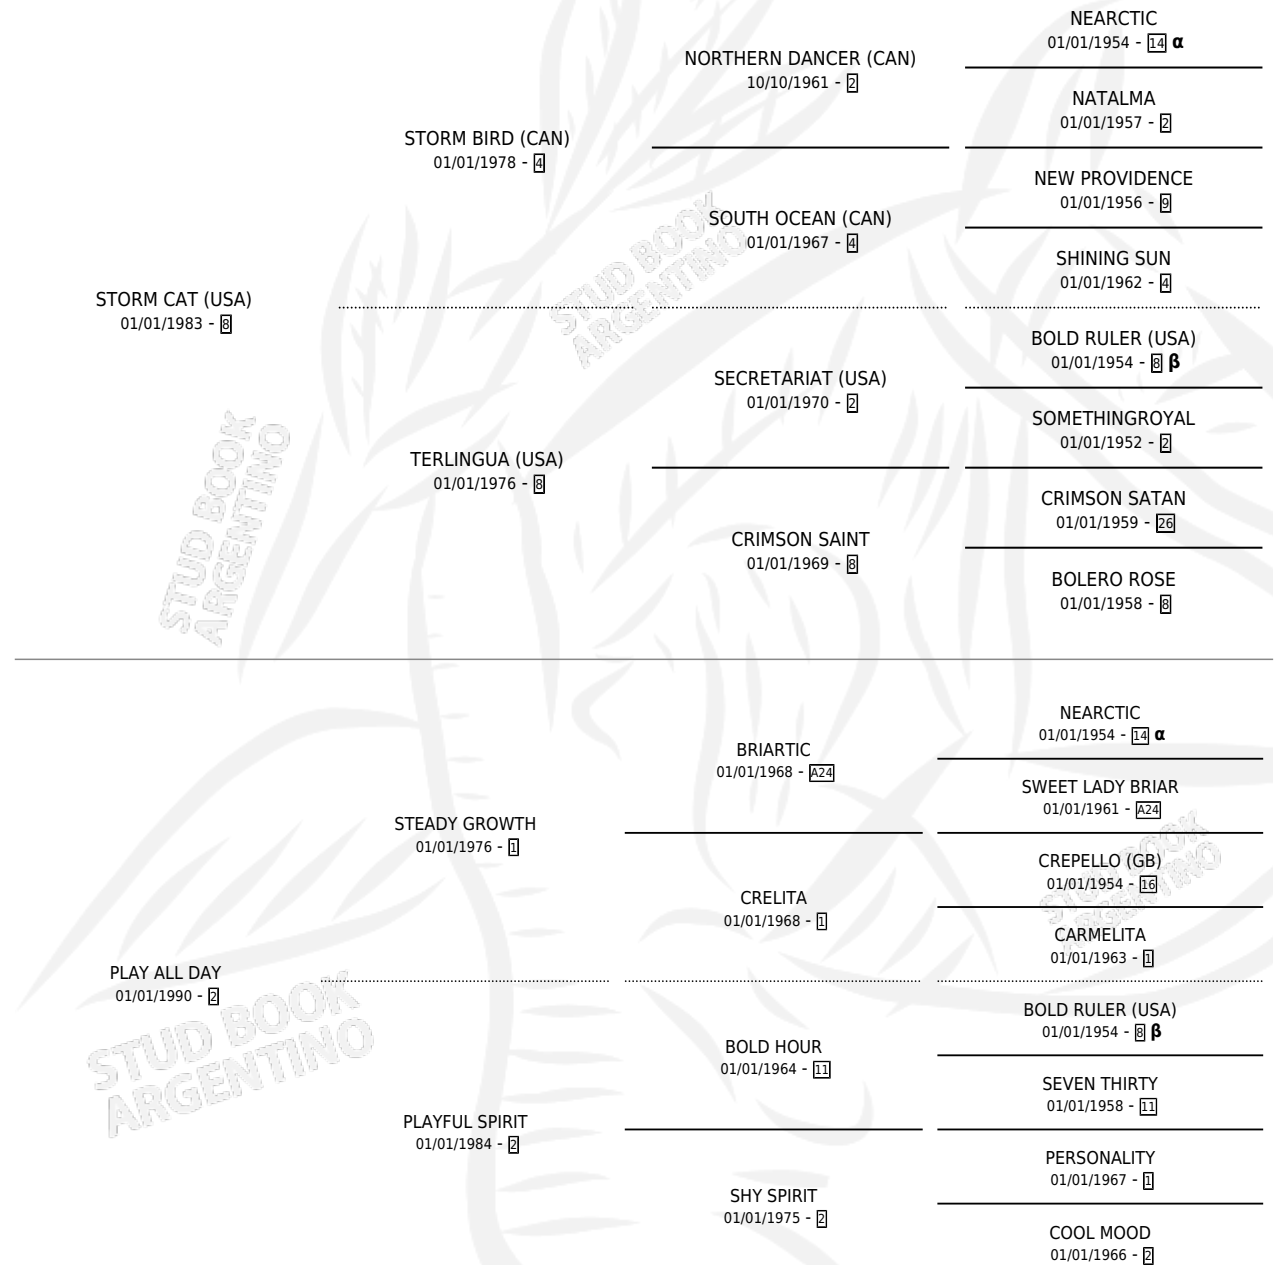 NEARCTIC
01/01/1954 - 14 α
NORTHERN DANCER (CAN)
10/10/1961 - 2
NATALMA
01/01/1957 - 2
STORM BIRD (CAN)
01/01/1978 - 4
NEW PROVIDENCE
01/01/1956 - 9
SOUTH OCEAN (CAN)
01/01/1967 - 4
SHINING SUN
01/01/1962 - 4
STORM CAT (USA)
01/01/1983 - 8
BOLD RULER (USA)
01/01/1954 - 8 β
SECRETARIAT (USA)
01/01/1970 - 2
SOMETHINGROYAL
01/01/1952 - 2
TERLINGUA (USA)
01/01/1976 - 8
CRIMSON SATAN
01/01/1959 - 26
CRIMSON SAINT
01/01/1969 - 8
BOLERO ROSE
01/01/1958 - 8
NEARCTIC
01/01/1954 - 14 α
BRIARTIC
01/01/1968 - A24
SWEET LADY BRIAR
01/01/1961 - A24
STEADY GROWTH
01/01/1976 - 1
CREPELLO (GB)
01/01/1954 - 16
CRELITA
01/01/1968 - 1
CARMELITA
01/01/1963 - 1
PLAY ALL DAY
01/01/1990 - 2
BOLD RULER (USA)
01/01/1954 - 8 β
BOLD HOUR
01/01/1964 - 11
SEVEN THIRTY
01/01/1958 - 11
PLAYFUL SPIRIT
01/01/1984 - 2
PERSONALITY
01/01/1967 - 1
SHY SPIRIT
01/01/1975 - 2
COOL MOOD
01/01/1966 - 2
STUD BOOK
ARGENTINO
STUD BOOK
ARGENTINO
STUD BOOK
ARGENTINO
STUD BOOK
ARGENTINO